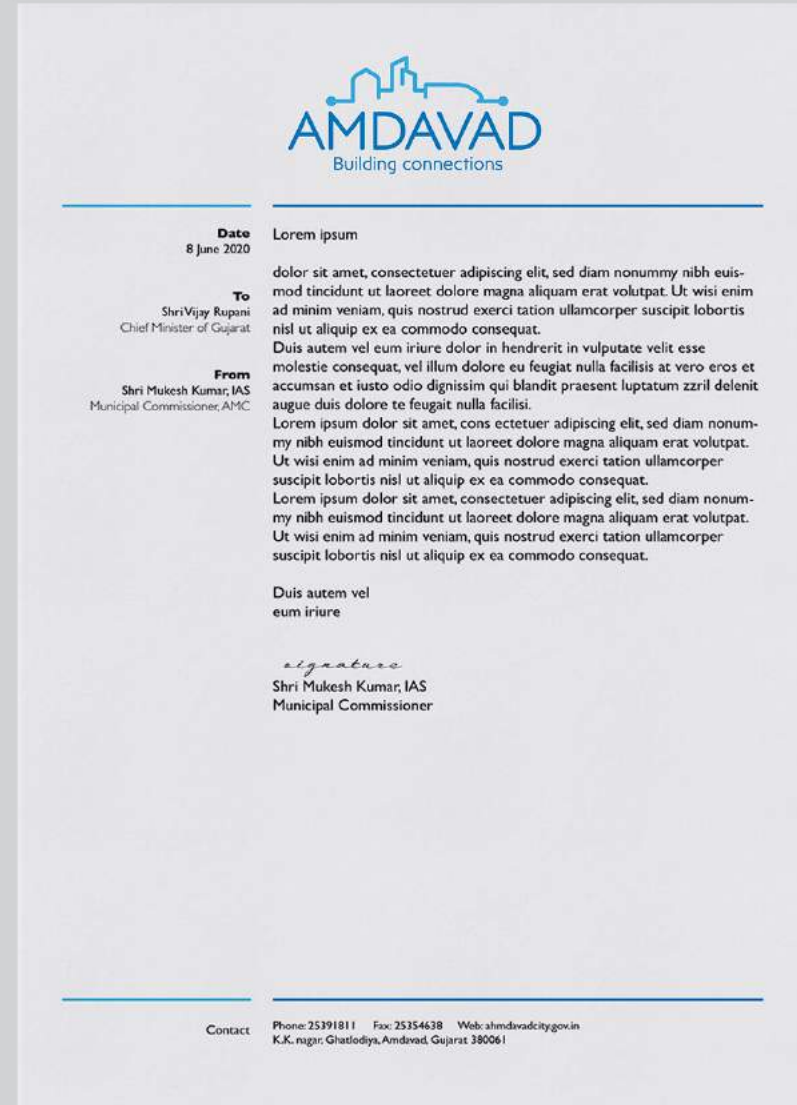 AMDAVAD
Building connections
Date
8 June 2020
To
Shri Vijay Rupani
Chief Minister of Gujarat
From
Shri Mukesh Kumar, IAS
Municipal Commissioner, AMC
Lorem ipsum
dolor sit amet, consectetuer adipiscing elit, sed diam nonummy nibh euis-
mod tincidunt ut laoreet dolore magna aliquam erat volutpat. Ut wisi enim
ad minim veniam, quis nostrud exerci tation ullamcorper suscipit lobortis
nisl ut aliquip ex ea commodo consequat.
Duis autem vel eum iriure dolor in hendrerit in vulputate velit esse
molestie consequat, vel illum dolore eu feugiat nulla facilisis at vero eros et
accumsan et iusto odio dignissim qui blandit praesent luptatum zzril delenit
augue duis dolore te feugait nulla facilisi.
Lorem ipsum dolor sit amet, cons ectetuer adipiscing elit, sed diam nonum-
my nibh euismod tincidunt ut laoreet dolore magna aliquam erat volutpat.
Ut wisi enim ad minim veniam, quis nostrud exerci tation ullamcorper
suscipit lobortis nisl ut aliquip ex ea commodo consequat.
Lorem ipsum dolor sit amet, consectetuer adipiscing elit, sed diam nonum-
my nibh euismod tincidunt ut laoreet dolore magna aliquam erat volutpat.
Ut wisi enim ad minim veniam, quis nostrud exerci tation ullamcorper
suscipit lobortis nisl ut aliquip ex ea commodo consequat.
Duis autem vel
eum iriure
signature
Shri Mukesh Kumar, IAS
Municipal Commissioner
Contact
Phone: 25391811 Fax: 25354638 Web: ahmdavadcity.gov.in
K.K. nagar, Ghatlodiya, Amdavad, Gujarat 380061